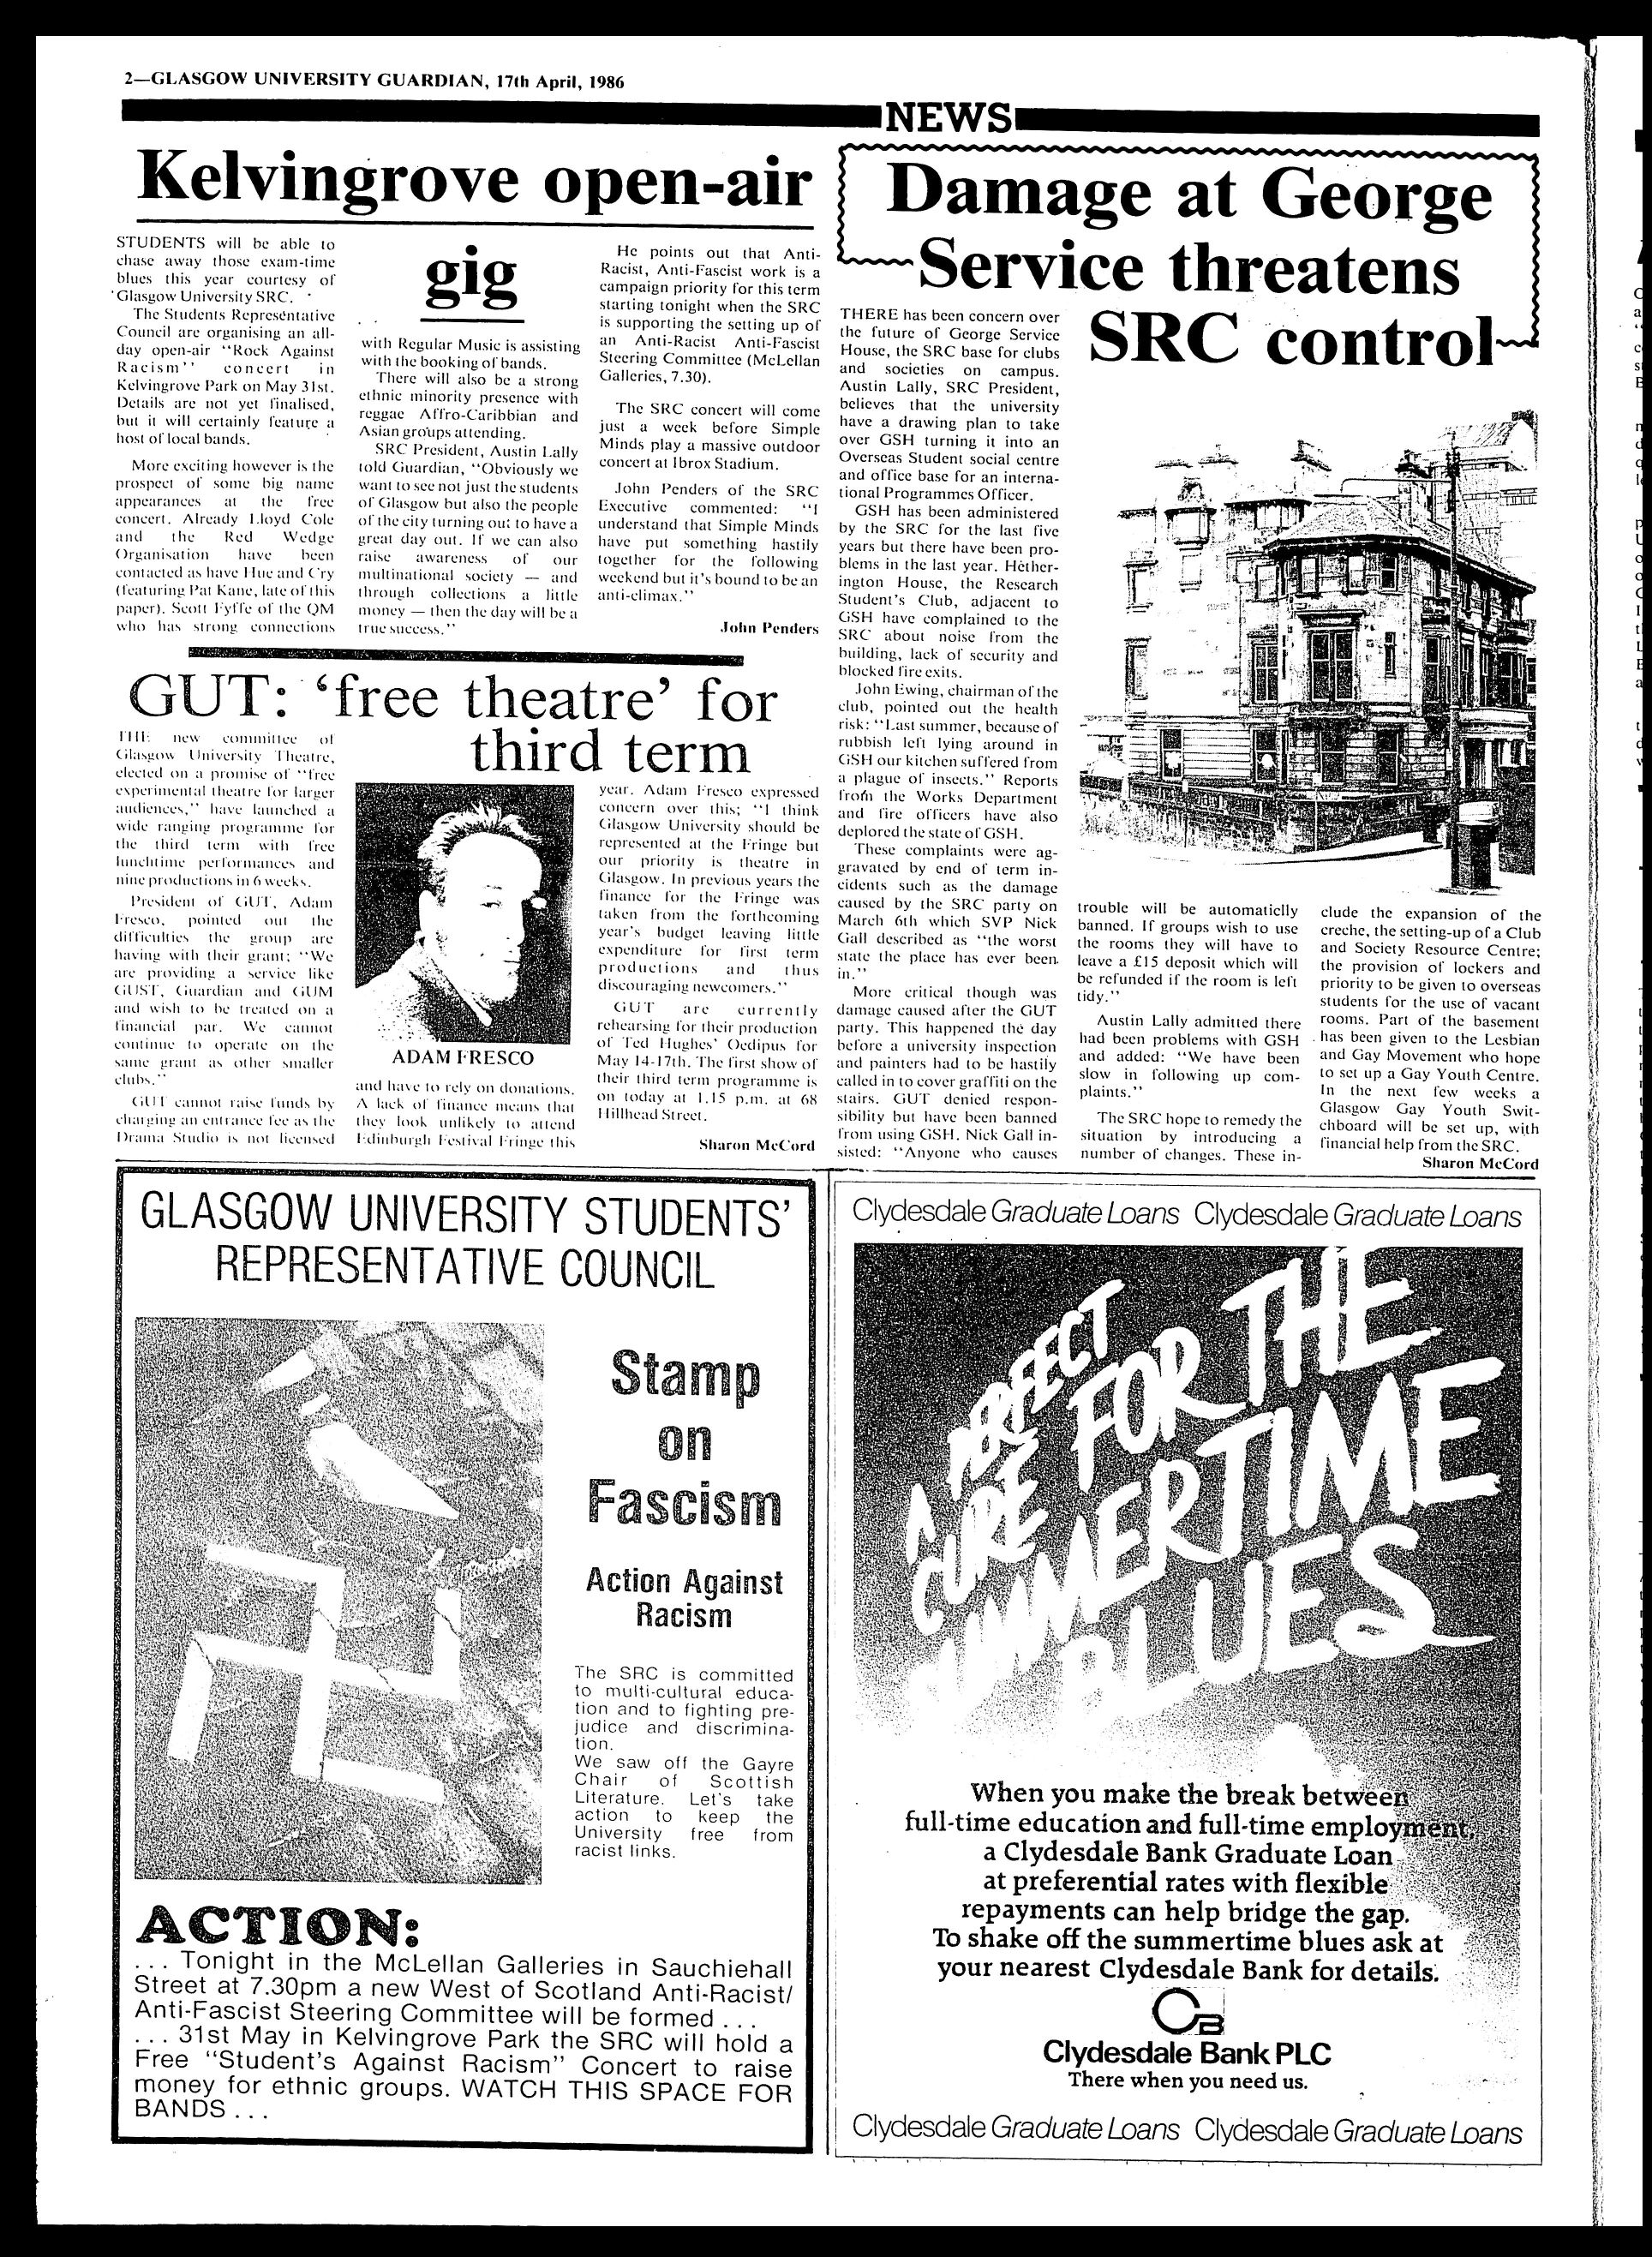 2—GLASGOW UNIVERSITY GUARDIAN, 17th April, 1986
NEWS
Kelvingrove open-air
gig
STUDENTS will be able to
chase away those exam-time
blues this year courtesy of
Glasgow University SRC.
The Students Representative
Council are organising an all-
day open-air “Rock Against
Racism” concert in
Kelvingrove Park on May 31st.
Details are not yet finalised,
but it will certainly feature a
host of local bands.
More exciting however is the
prospect of some big name
appearances at the free
concert. Already Lloyd Cole
and the Red Wedge
Organisation have been
contacted as have Hue and Cry
(featuring Pat Kane, late of this
paper). Scott Fyffe of the QM
who has strong connections
with Regular Music is assisting
with the booking of bands.
There will also be a strong
ethnic minority presence with
reggae Affro-Caribbian and
Asian groups attending.
SRC President, Austin Lally
told Guardian, “Obviously we
want to see not just the students
of Glasgow but also the people
of the city turning out to have a
great day out. If we can also
raise awareness of our
multinational society — and
through collections a little
money — then the day will be a
true success.”
He points out that Anti-
Racist, Anti-Fascist work is a
campaign priority for this term
starting tonight when the SRC
is supporting the setting up of
an Anti-Racist Anti-Fascist
Steering Committee (McLellan
Galleries, 7.30).
The SRC concert will come
just a week before Simple
Minds play a massive outdoor
concert at Ibrox Stadium.
John Penders of the SRC
Executive commented: “I
understand that Simple Minds
have put something hastily
together for the following
weekend but it’s bound to be an
anti-climax.”
John Penders
GUT: ‘free theatre’ for
third term
THE new committee of
Glasgow University Theatre,
elected on a promise of “free
experimental theatre for larger
audiences,” have launched a
wide ranging programme for
the third term with free
lunchtime performances and
nine productions in 6 weeks.
President of GUT, Adam
Fresco, pointed out the
difficulties the group are
having with their grant: “We
are providing a service like
GUST, Guardian and GUM
and wish to be treated on a
financial par. We cannot
continue to operate on the
same grant as other smaller
clubs.”
GUT cannot raise funds by
charging an entrance fee as the
Drama Studio is not licensed
ADAM FRESCO
and have to rely on donations.
A lack of finance means that
they look unlikely to attend
Edinburgh Festival Fringe this
year. Adam Fresco expressed
concern over this; “I think
Glasgow University should be
represented at the Fringe but
our priority is theatre in
Glasgow. In previous years the
finance for the Fringe was
taken from the forthcoming
year’s budget leaving little
expenditure for first term
productions and thus
discouraging newcomers.”
GUT are currently
rehearsing for their production
of Ted Hughes’ Oedipus for
May 14-17th. The first show of
their third term programme is
on today at 1.15 p.m. at 68
Hillhead Street.
Sharon McCord
Damage at George
Service threatens
SRC control
THERE has been concern over
the future of George Service
House, the SRC base for clubs
and societies on campus.
Austin Lally, SRC President,
believes that the university
have a drawing plan to take
over GSH turning it into an
Overseas Student social centre
and office base for an interna-
tional Programmes Officer.
GSH has been administered
by the SRC for the last five
years but there have been pro-
blems in the last year. Hether-
ington House, the Research
Student’s Club, adjacent to
GSH have complained to the
SRC about noise from the
building, lack of security and
blocked fire exits.
John Ewing, chairman of the
club, pointed out the health
risk: “Last summer, because of
rubbish left lying around in
GSH our kitchen suffered from
a plague of insects.” Reports
from the Works Department
and fire officers have also
deplored the state of GSH.
These complaints were ag-
gravated by end of term in-
cidents such as the damage
caused by the SRC party on
March 6th which SVP Nick
Gall described as “the worst
state the place has ever been
in.”
More critical though was
damage caused after the GUT
party. This happened the day
before a university inspection
and painters had to be hastily
called in to cover graffiti on the
stairs. GUT denied respon-
sibility but have been banned
from using GSH. Nick Gall in-
sisted: “Anyone who causes
trouble will be automaticlly
banned. If groups wish to use
the rooms they will have to
leave a £15 deposit which will
be refunded if the room is left
tidy.”
Austin Lally admitted there
had been problems with GSH
and added: “We have been
slow in following up com-
plaints.”
The SRC hope to remedy the
situation by introducing a
number of changes. These in-
clude the expansion of the
creche, the setting-up of a Club
and Society Resource Centre;
the provision of lockers and
priority to be given to overseas
students for the use of vacant
rooms. Part of the basement
has been given to the Lesbian
and Gay Movement who hope
to set up a Gay Youth Centre.
In the next few weeks a
Glasgow Gay Youth Swit-
chboard will be set up, with
financial help from the SRC.
Sharon McCord
GLASGOW UNIVERSITY STUDENTS’
REPRESENTATIVE COUNCIL
Stamp
on
Fascism
Action Against
Racism
The SRC is committed
to multi-cultural educa-
tion and to fighting pre-
judice and discrimina-
tion.
We saw off the Gayre
Chair of Scottish
Literature. Let’s take
action to keep the
University free from
racist links.
ACTION:
. . . Tonight in the McLellan Galleries in Sauchiehall
Street at 7.30pm a new West of Scotland Anti-Racist/
Anti-Fascist Steering Committee will be formed . . .
. . . 31st May in Kelvingrove Park the SRC will hold a
Free “Student’s Against Racism” Concert to raise
money for ethnic groups. WATCH THIS SPACE FOR
BANDS . . .
Clydesdale Graduate Loans Clydesdale Graduate Loans
A PERFECT
CURE FOR THE
SUMMERTIME
BLUES
When you make the break between
full-time education and full-time employment,
a Clydesdale Bank Graduate Loan
at preferential rates with flexible
repayments can help bridge the gap.
To shake off the summertime blues ask at
your nearest Clydesdale Bank for details.
CB
Clydesdale Bank PLC
There when you need us.
Clydesdale Graduate Loans Clydesdale Graduate Loans